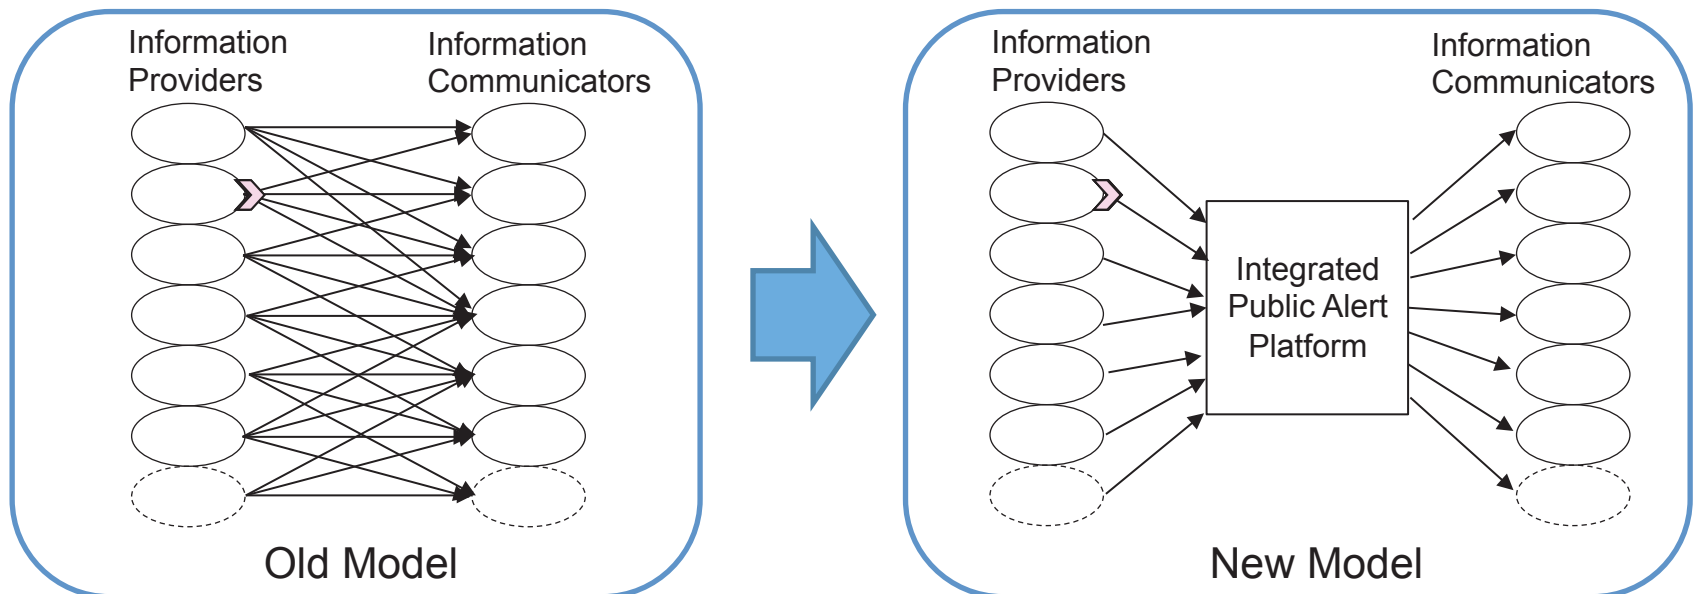 Information
Providers
Information
Communicators
Old Model
Information
Providers
Information
Communicators
Integrated
Public Alert
Platform
New Model